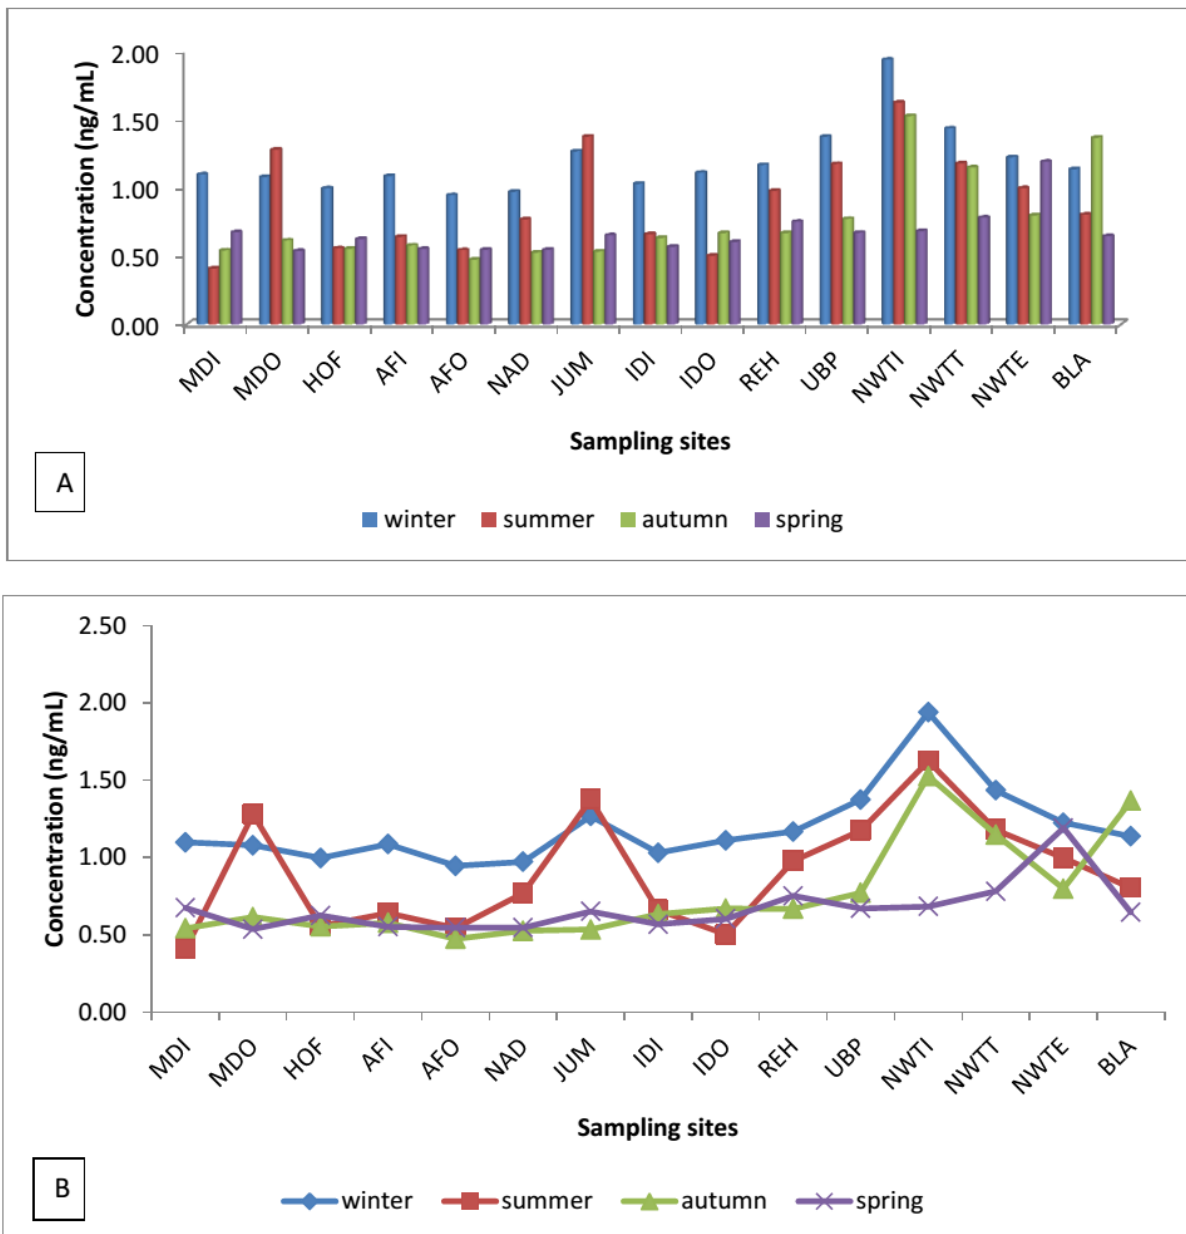 2.00
1.50
1.00
0.50
0.00
Concentration (ng/mL)
MDI MDO HOF AFI AFO NAD JUM IDI IDO REH UBP NWTI NWTT NWTE BLA
Sampling sites
A
winter summer autumn spring
2.50
2.00
1.50
1.00
0.50
0.00
Concentration (ng/mL)
MDI MDO HOF AFI AFO NAD JUM IDI IDO REH UBP NWTI NWTT NWTE BLA
Sampling sites
B
winter summer autumn spring